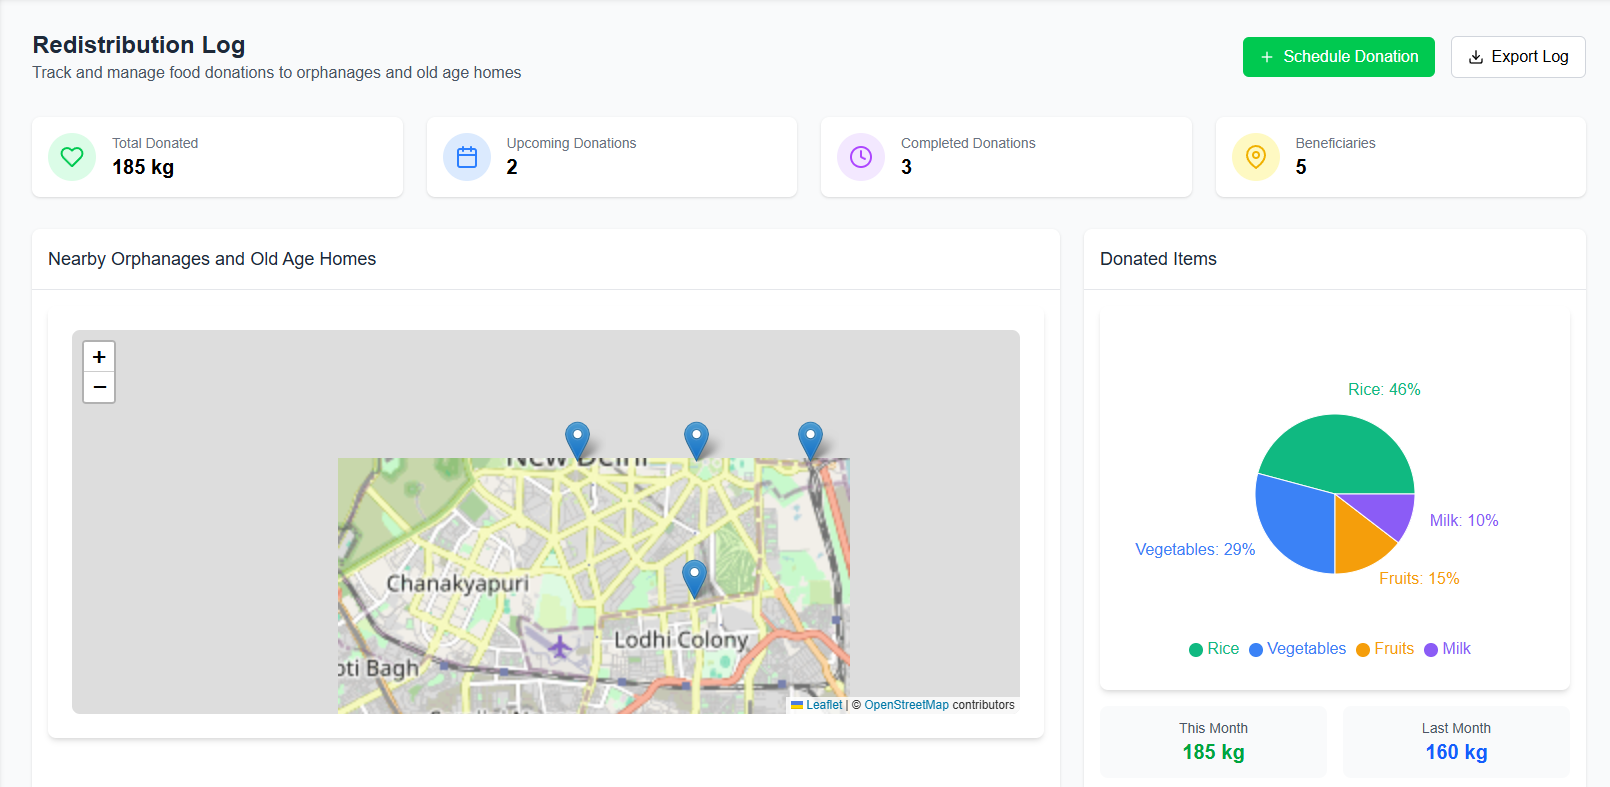 Redistribution Log
Track and manage food donations to orphanages and old age homes
+ Schedule Donation
Export Log
Total Donated
185 kg
Upcoming Donations
2
Completed Donations
3
Beneficiaries
5
Nearby Orphanages and Old Age Homes
+
−
New Delhi
Chanakyapuri
Lodhi Colony
oti Bagh
Leaflet | © OpenStreetMap contributors
Donated Items
Rice: 46%
Milk: 10%
Vegetables: 29%
Fruits: 15%
Rice Vegetables Fruits Milk
This Month
185 kg
Last Month
160 kg